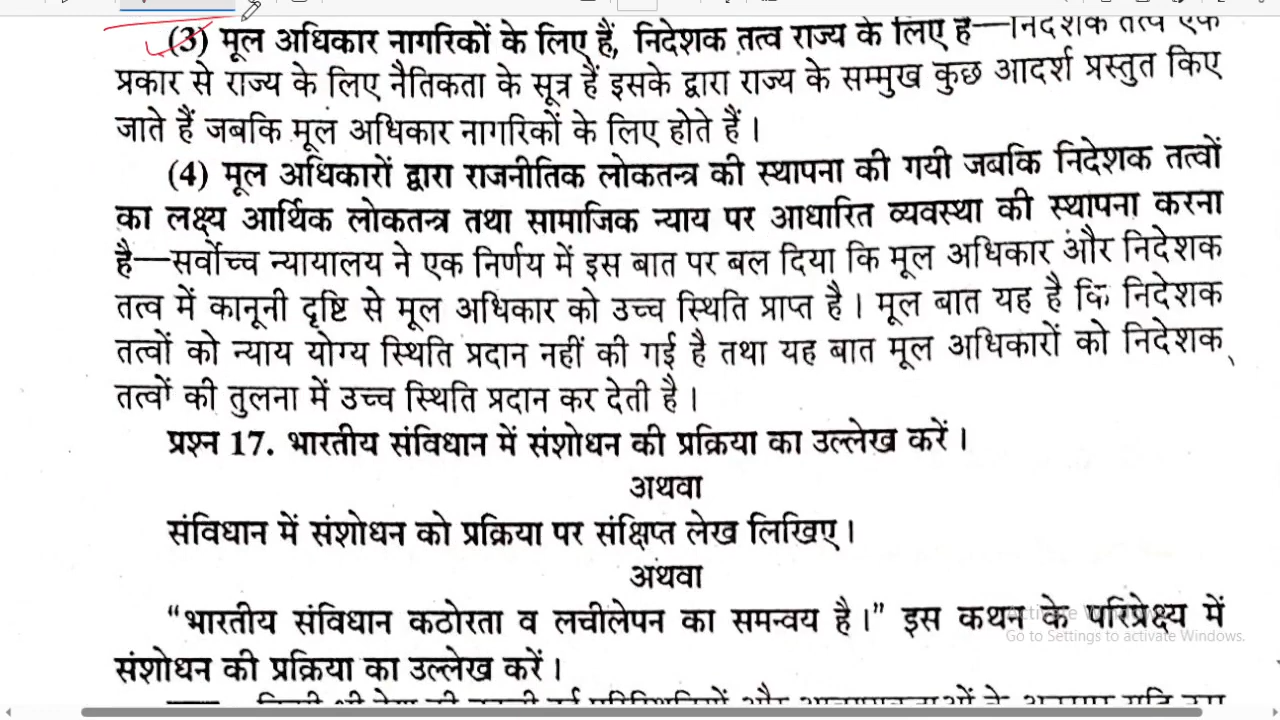 (3) मूल अधिकार नागरिकों के लिए हैं, निदेशक तत्व राज्य के लिए है—निदेशक तत्व एक
प्रकार से राज्य के लिए नैतिकता के सूत्र हैं इसके द्वारा राज्य के सम्मुख कुछ आदर्श प्रस्तुत किए
जाते हैं जबकि मूल अधिकार नागरिकों के लिए होते हैं।
(4) मूल अधिकारों द्वारा राजनीतिक लोकतन्त्र की स्थापना की गयी जबकि निदेशक तत्वों
का लक्ष्य आर्थिक लोकतन्त्र तथा सामाजिक न्याय पर आधारित व्यवस्था की स्थापना करना
है—सर्वोच्च न्यायालय ने एक निर्णय में इस बात पर बल दिया कि मूल अधिकार और निदेशक
तत्व में कानूनी दृष्टि से मूल अधिकार को उच्च स्थिति प्राप्त है। मूल बात यह है कि निदेशक
तत्वों को न्याय योग्य स्थिति प्रदान नहीं की गई है तथा यह बात मूल अधिकारों को निदेशक
तत्वों की तुलना में उच्च स्थिति प्रदान कर देती है।
प्रश्न 17. भारतीय संविधान में संशोधन की प्रक्रिया का उल्लेख करें।
अथवा
संविधान में संशोधन को प्रक्रिया पर संक्षिप्त लेख लिखिए।
अथवा
“भारतीय संविधान कठोरता व लचीलेपन का समन्वय है।” इस कथन के परिप्रेक्ष्य में
Activate Windows
Go to Settings to activate Windows.
संशोधन की प्रक्रिया का उल्लेख करें।